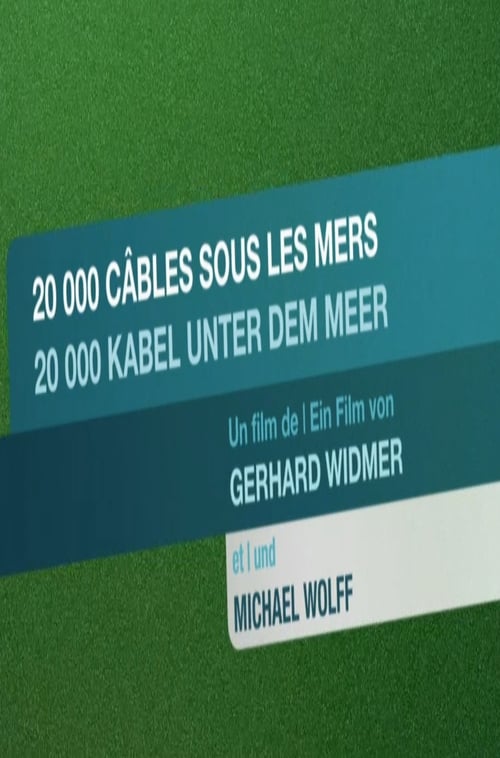 20 000 CÂBLES SOUS LES MERS
20 000 KABEL UNTER DEM MEER
Un film de | Ein Film von
GERHARD WIDMER
et | und
MICHAEL WOLFF